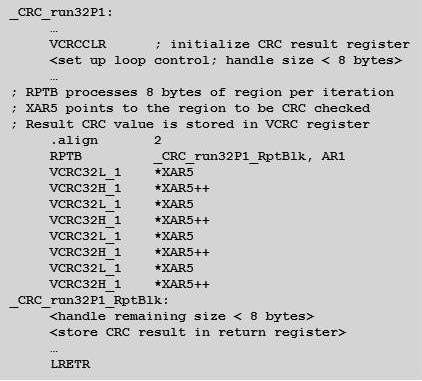 _CRC_run32P1:
…
VCRCCLR ; initialize CRC result register
<set up loop control; handle size < 8 bytes>
…
; RPTB processes 8 bytes of region per iteration
; XAR5 points to the region to be CRC checked
; Result CRC value is stored in VCRC register
.align 2
RPTB _CRC_run32P1_RptBlk, AR1
VCRC32L_1 *XAR5
VCRC32H_1 *XAR5++
VCRC32L_1 *XAR5
VCRC32H_1 *XAR5++
VCRC32L_1 *XAR5
VCRC32H_1 *XAR5++
VCRC32L_1 *XAR5
VCRC32H_1 *XAR5++
_CRC_run32P1_RptBlk:
<handle remaining size < 8 bytes>
<store CRC result in return register>
…
LRETR